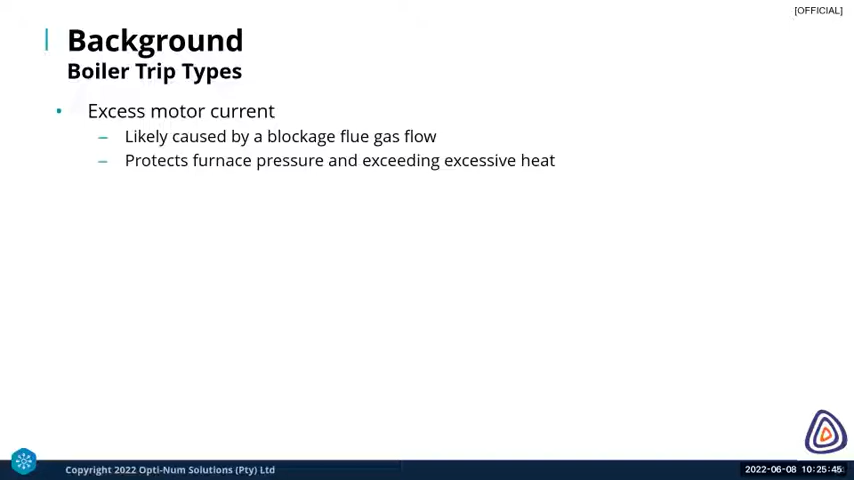 [OFFICIAL]
Background
Boiler Trip Types
• Excess motor current
– Likely caused by a blockage flue gas flow
– Protects furnace pressure and exceeding excessive heat
Copyright 2022 Opti-Num Solutions (Pty) Ltd
2022-06-08 10:25:45